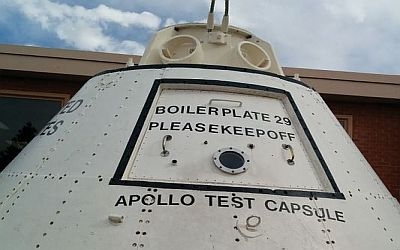 BOILERPLATE 29
PLEASE KEEP OFF
APOLLO TEST CAPSULE